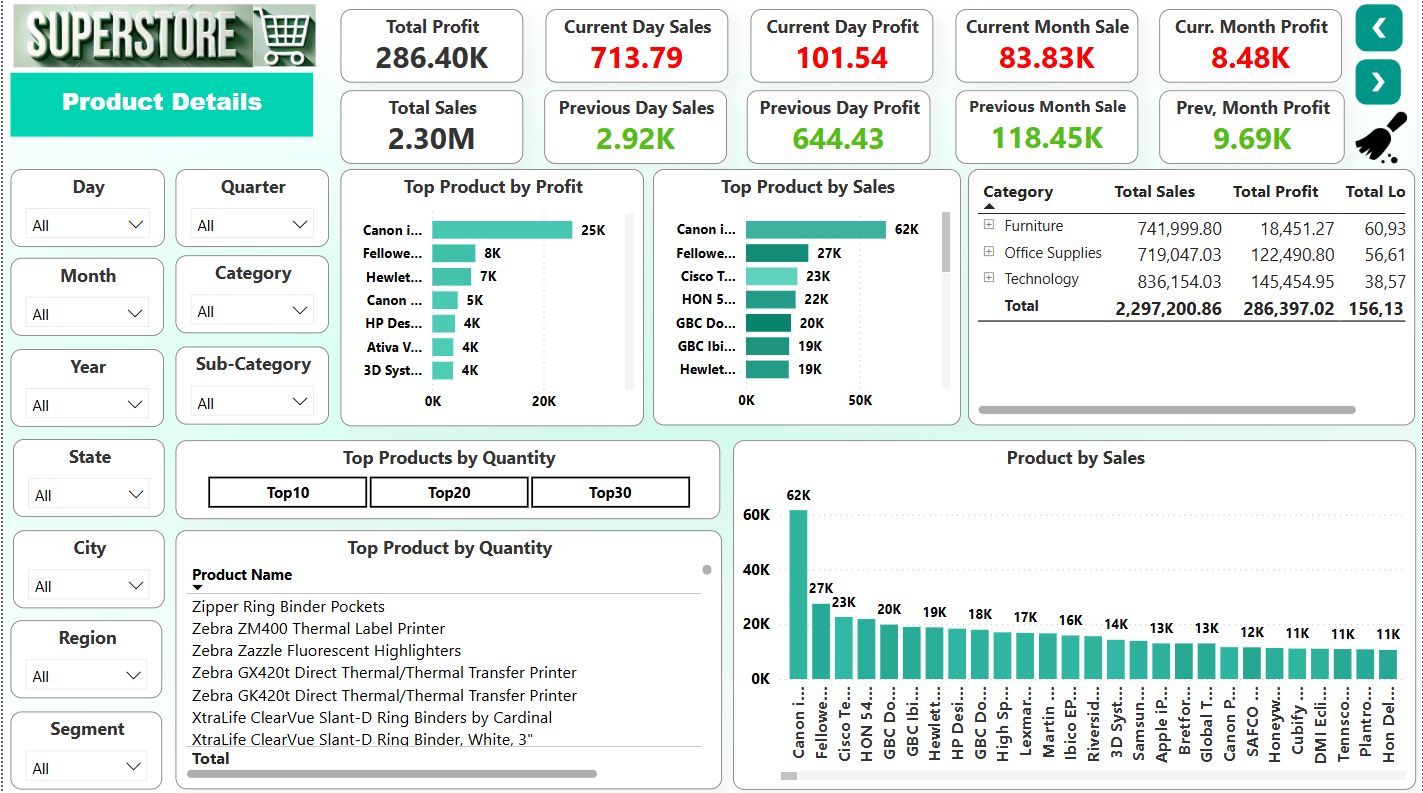 SUPERSTORE
Product Details
Total Profit
286.40K
Current Day Sales
713.79
Current Day Profit
101.54
Current Month Sale
83.83K
Curr. Month Profit
8.48K
Total Sales
2.30M
Previous Day Sales
2.92K
Previous Day Profit
644.43
Previous Month Sale
118.45K
Prev, Month Profit
9.69K
Day
All
Quarter
All
Month
All
Category
All
Year
All
Sub-Category
All
State
All
City
All
Region
All
Segment
All
Top Product by Profit
Canon i... 25K
Fellowe... 8K
Hewlet... 7K
Canon ... 5K
HP Des... 4K
Ativa V... 4K
3D Syst... 4K
0K 20K
Top Product by Sales
Canon i... 62K
Fellowe... 27K
Cisco T... 23K
HON 5... 22K
GBC Do... 20K
GBC Ibi... 19K
Hewlet... 19K
0K 50K
Category Total Sales Total Profit Total Lo
Furniture 741,999.80 18,451.27 60,93
Office Supplies 719,047.03 122,490.80 56,61
Technology 836,154.03 145,454.95 38,57
Total 2,297,200.86 286,397.02 156,13
Top Products by Quantity
Top10 Top20 Top30
Top Product by Quantity
Product Name
Zipper Ring Binder Pockets
Zebra ZM400 Thermal Label Printer
Zebra Zazzle Fluorescent Highlighters
Zebra GX420t Direct Thermal/Thermal Transfer Printer
Zebra GK420t Direct Thermal/Thermal Transfer Printer
XtraLife ClearVue Slant-D Ring Binders by Cardinal
XtraLife ClearVue Slant-D Ring Binder, White, 3"
Total
Product by Sales
60K
40K
20K
0K
62K
27K
23K
20K
19K
18K
17K
16K
14K
13K
13K
12K
11K
11K
11K
Canon i...
Fellowe...
Cisco Te...
HON 54...
GBC Do...
GBC Ibi...
Hewlett...
HP Desi...
GBC Do...
High Sp...
Lexmar...
Martin ...
Ibico EP...
Riversid...
3D Syst...
Samsun...
Apple iP...
Bretfor...
Global T...
Canon P...
SAFCO ...
Honeyw...
Cubify ...
DMI Ecli...
Tennsco...
Plantro...
Hon Del...